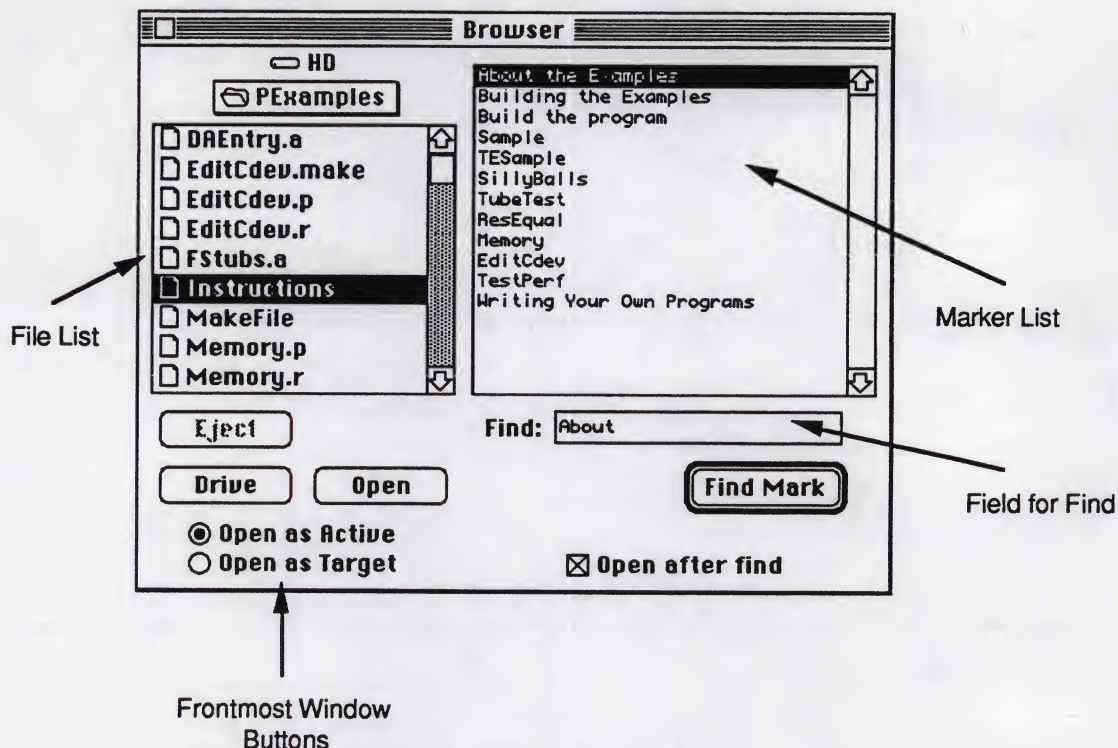 Browser
HD
PExamples
DAEntry.a
EditCdev.make
EditCdev.p
EditCdev.r
FStubs.a
Instructions
MakeFile
Memory.p
Memory.r
About the Examples
Building the Examples
Build the program
Sample
TESample
SillyBalls
TubeTest
ResEqual
Memory
EditCdev
TestPerf
Writing Your Own Programs
File List
Marker List
Eject
Find: About
Drive
Open
Find Mark
Field for Find
Open as Active
Open as Target
Open after find
Frontmost Window
Buttons